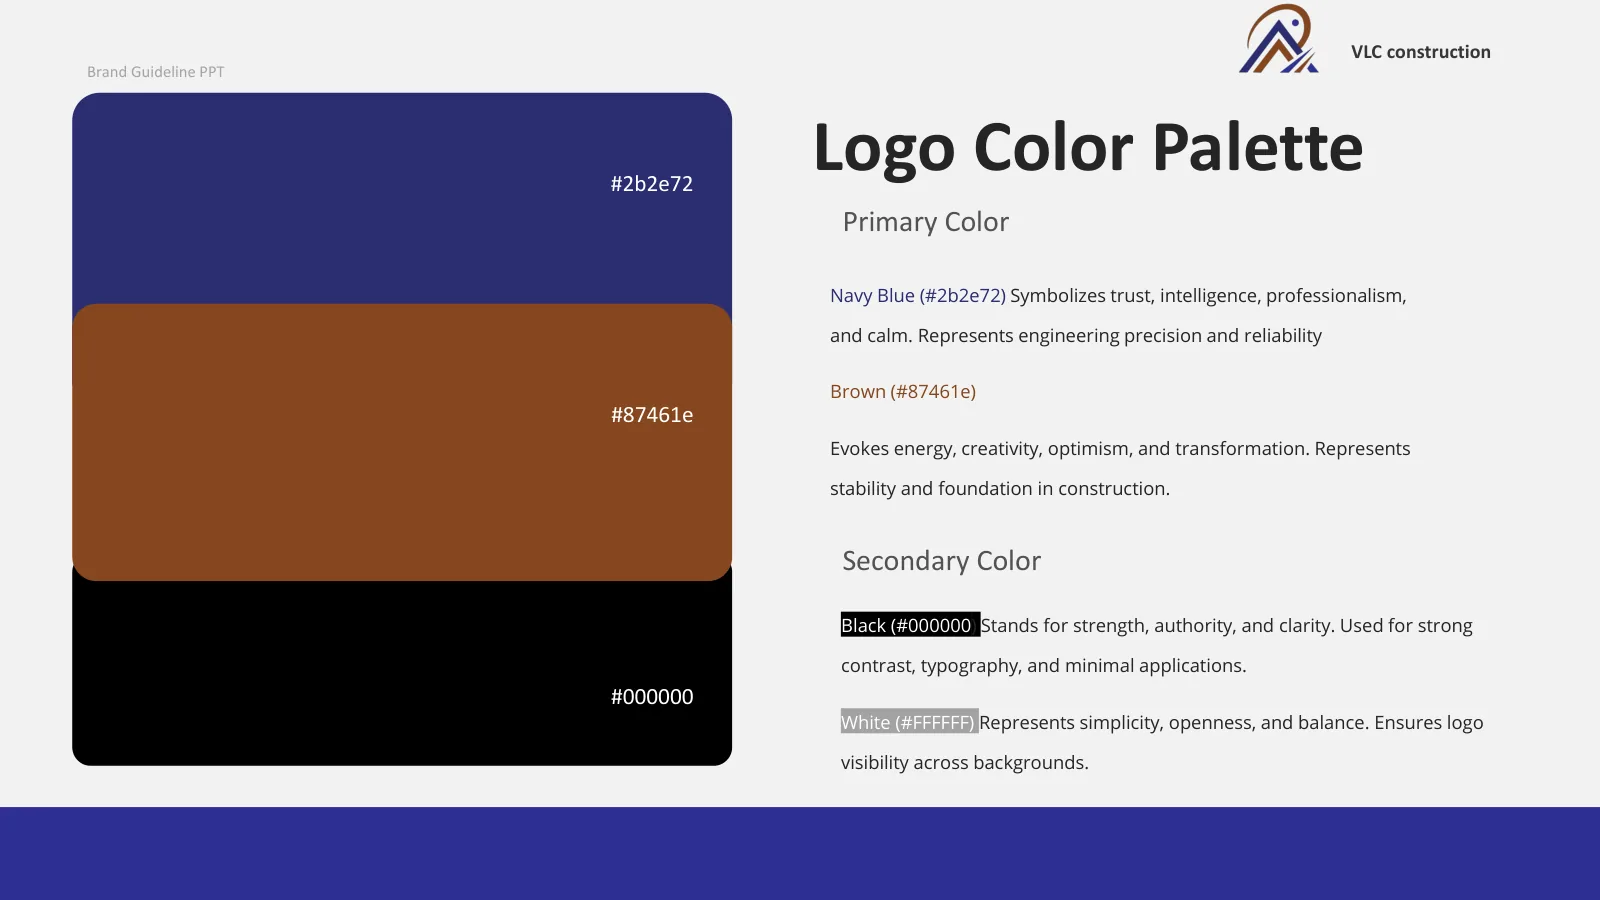 VLC construction
Brand Guideline PPT
#2b2e72
#87461e
#000000
Logo Color Palette
Primary Color
Navy Blue (#2b2e72) Symbolizes trust, intelligence, professionalism,
and calm. Represents engineering precision and reliability
Brown (#87461e)
Evokes energy, creativity, optimism, and transformation. Represents
stability and foundation in construction.
Secondary Color
Black (#000000) Stands for strength, authority, and clarity. Used for strong
contrast, typography, and minimal applications.
White (#FFFFFF) Represents simplicity, openness, and balance. Ensures logo
visibility across backgrounds.